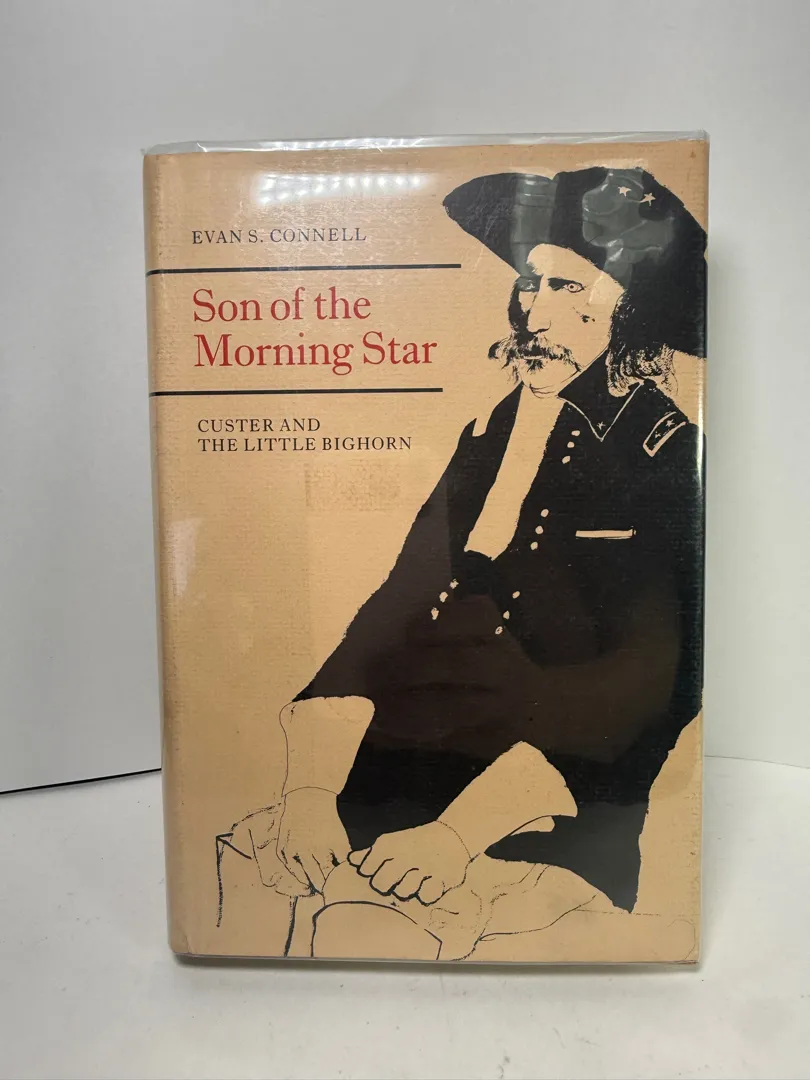 EVAN S. CONNELL
Son of the
Morning Star
CUSTER AND
THE LITTLE BIGHORN